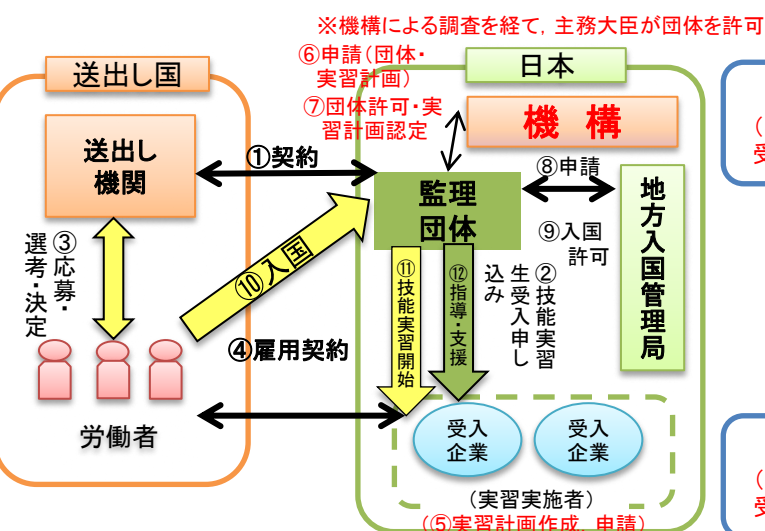 ※機構による調査を経て，主務大臣が団体を許可
⑥申請（団体・
実習計画）
⑦団体許可・実
習計画認定
送出し国
日本
送出し
機関
①契約
機　構
監理
団体
⑧申請
⑨入国
許可
地方入国管理局
③応募・
選考・決定
⑩入国
④雇用契約
⑪技能実習開始
⑫指導・支援
②技能実習
生受入申し
込み
労働者
受入
企業
受入
企業
（実習実施者）
（⑤実習計画作成，申請）
（
受
（
受